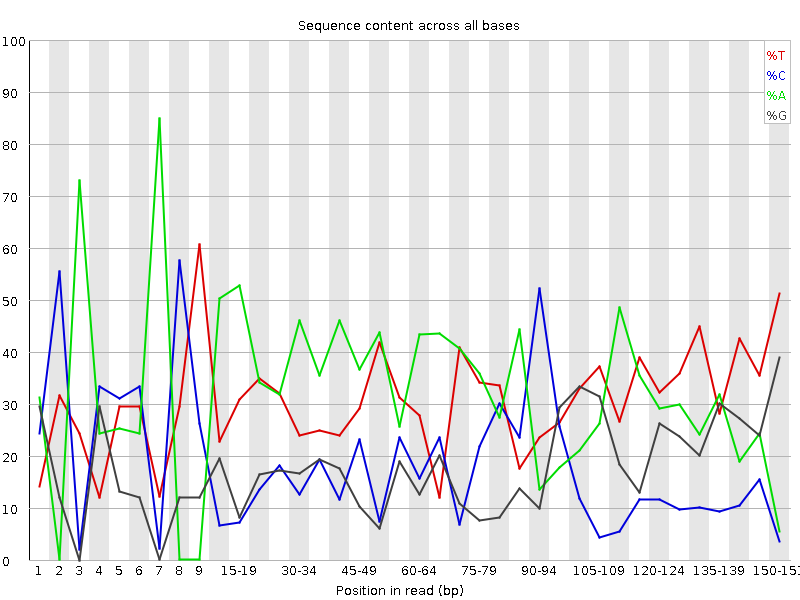 Sequence content across all bases
100
90
80
70
60
50
40
30
20
10
0
%T
%C
%A
%G
1 2 3 4 5 6 7 8 9 15-19 30-34 45-49 60-64 75-79 90-94 105-109 120-124 135-139 150-151
Position in read (bp)